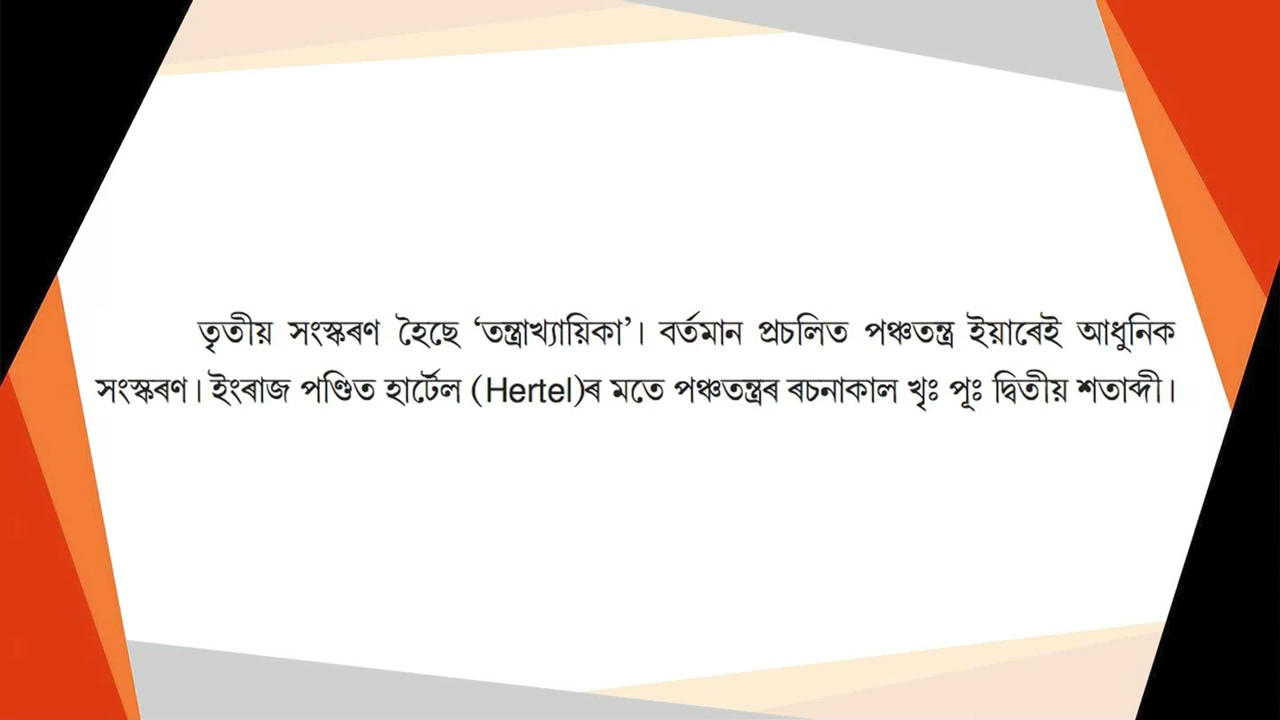 তৃতীয় সংস্কৰণ হৈছে ‘তন্ত্ৰাখ্যায়িকা’। বৰ্তমান প্ৰচলিত পঞ্চতন্ত্ৰ ইয়াৰেই আধুনিক
সংস্কৰণ। ইংৰাজ পণ্ডিত হাৰ্টেল (Hertel)ৰ মতে পঞ্চতন্ত্ৰৰ ৰচনাকাল খৃঃ পূঃ দ্বিতীয় শতাব্দী।